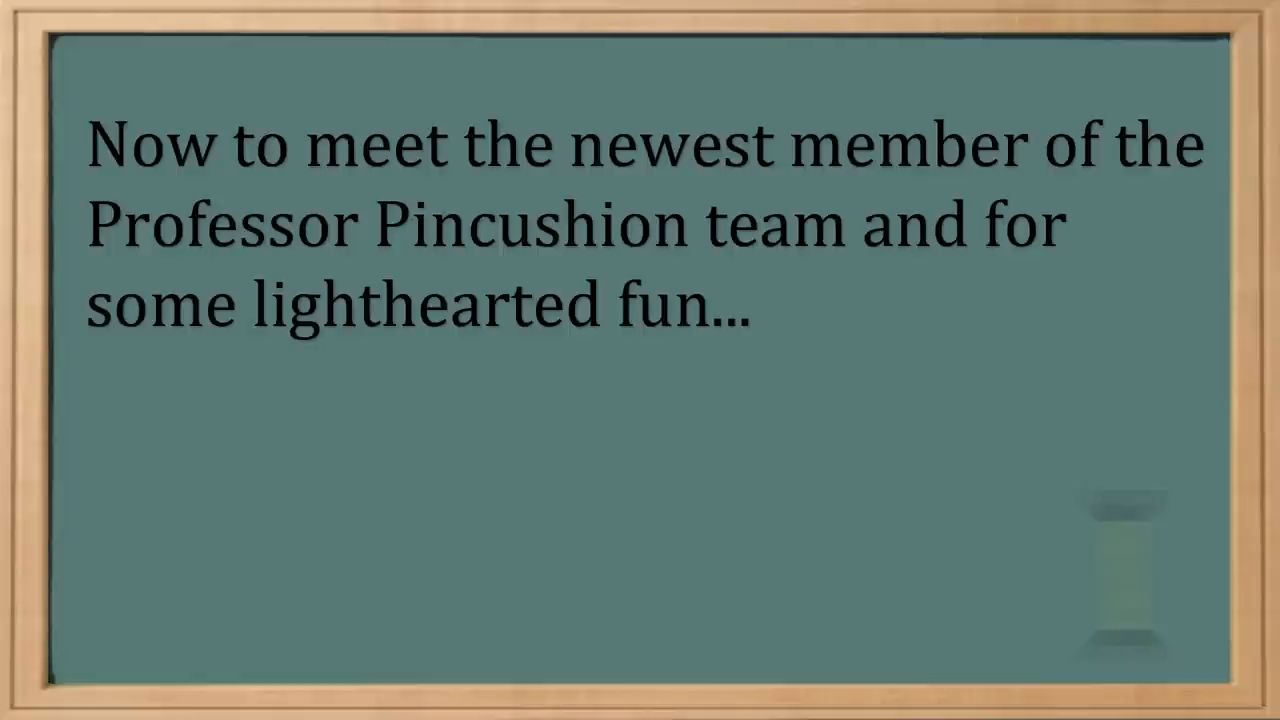 Now to meet the newest member of the
Professor Pincushion team and for
some lighthearted fun...